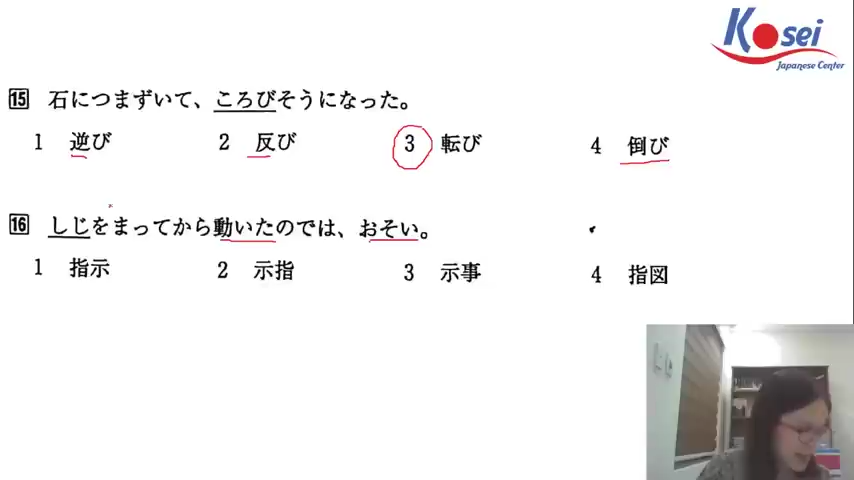 Kosei
Japanese Center
15 石につまずいて、ころびそうになった。
1 逆び 2 反び 3 転び 4 倒び
16 しじをまってから動いたのでは、おそい。
1 指示 2 示指 3 示事 4 指図